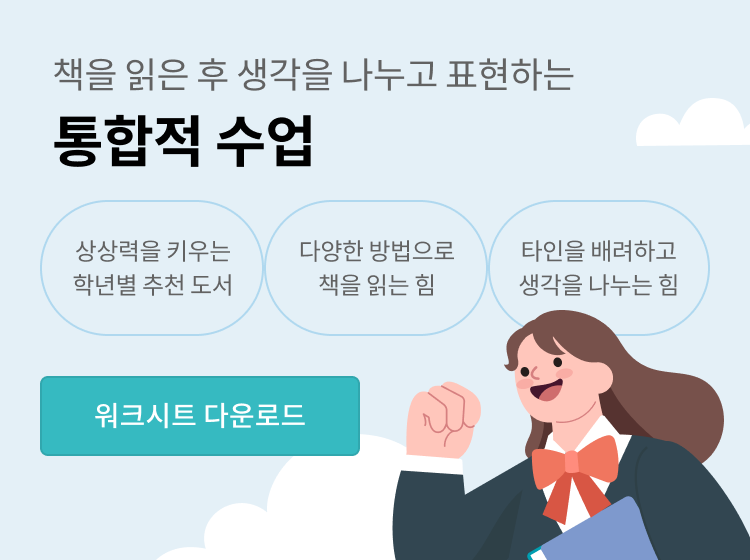 책을 읽은 후 생각을 나누고 표현하는
통합적 수업
상상력을 키우는
학년별 추천 도서
다양한 방법으로
책을 읽는 힘
타인을 배려하고
생각을 나누는 힘
워크시트 다운로드